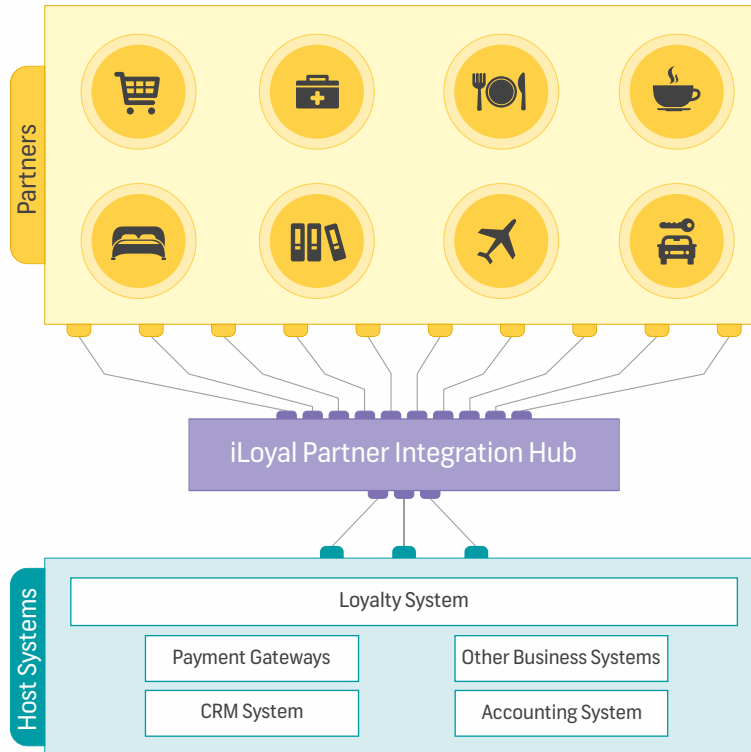 Partners
iLoyal Partner Integration Hub
Host Systems
Loyalty System
Payment Gateways
Other Business Systems
CRM System
Accounting System